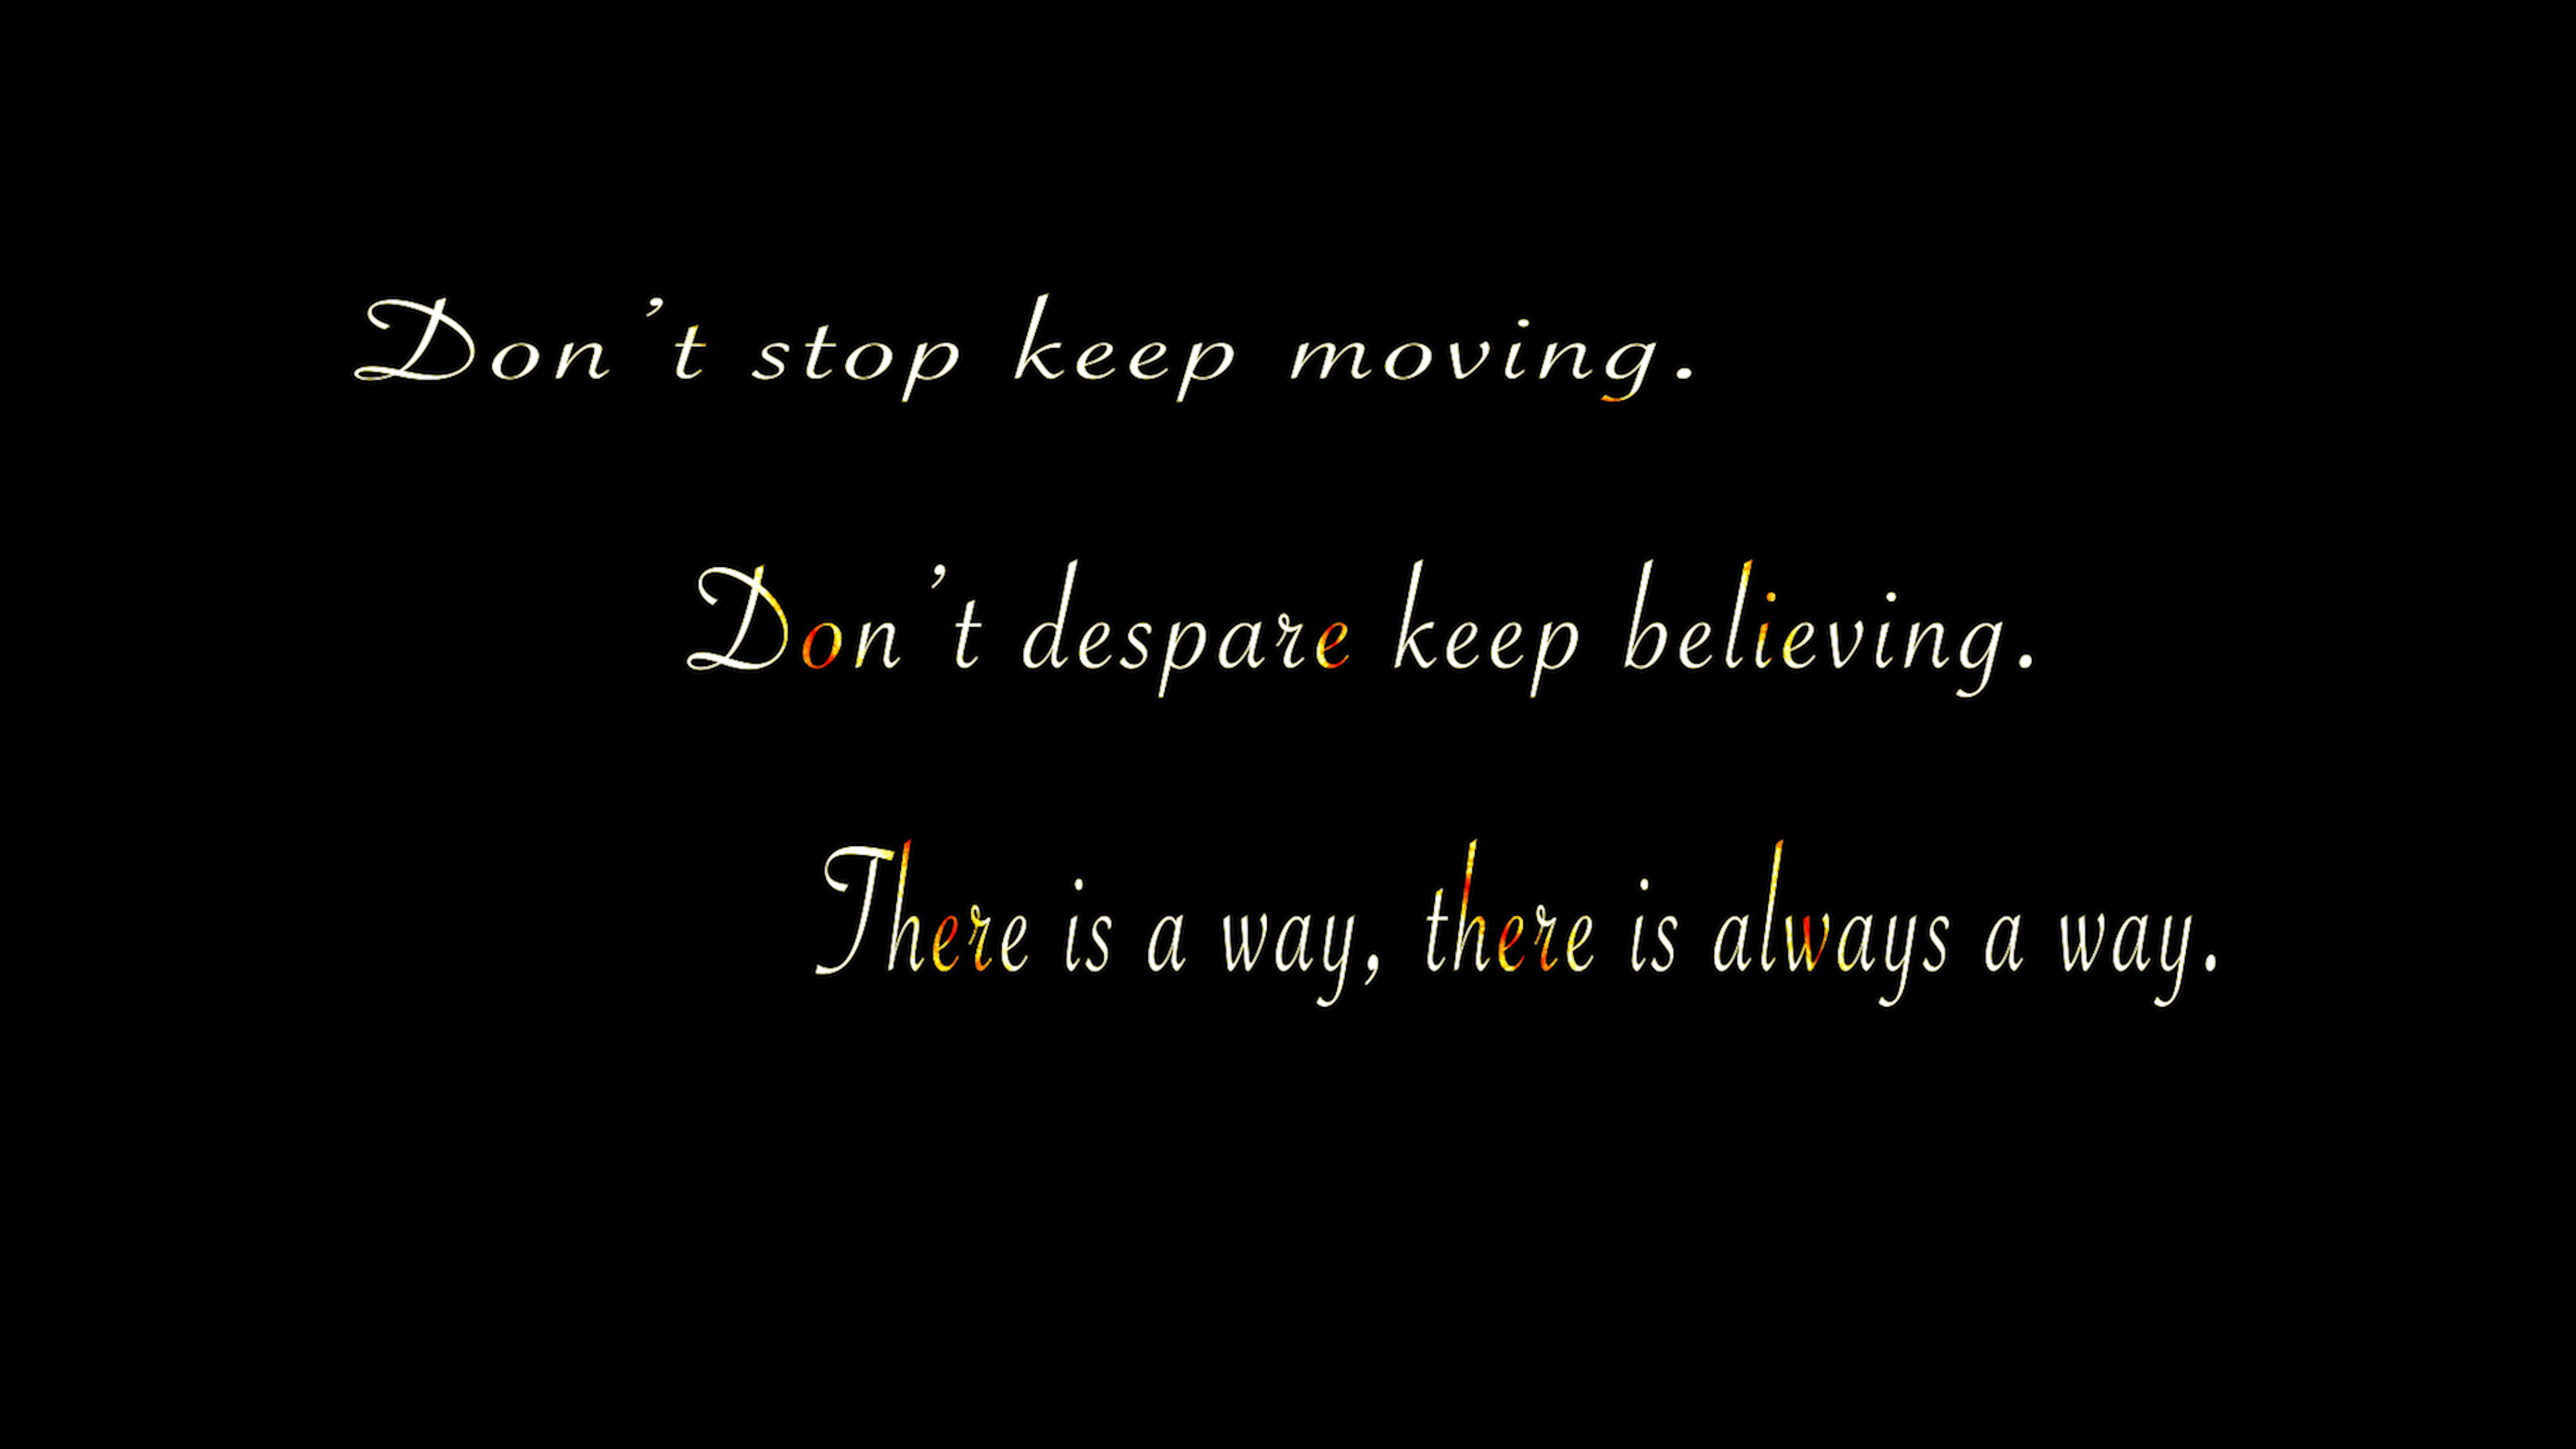 Don't stop keep moving.
Don't despare keep believing.
There is a way, there is always a way.